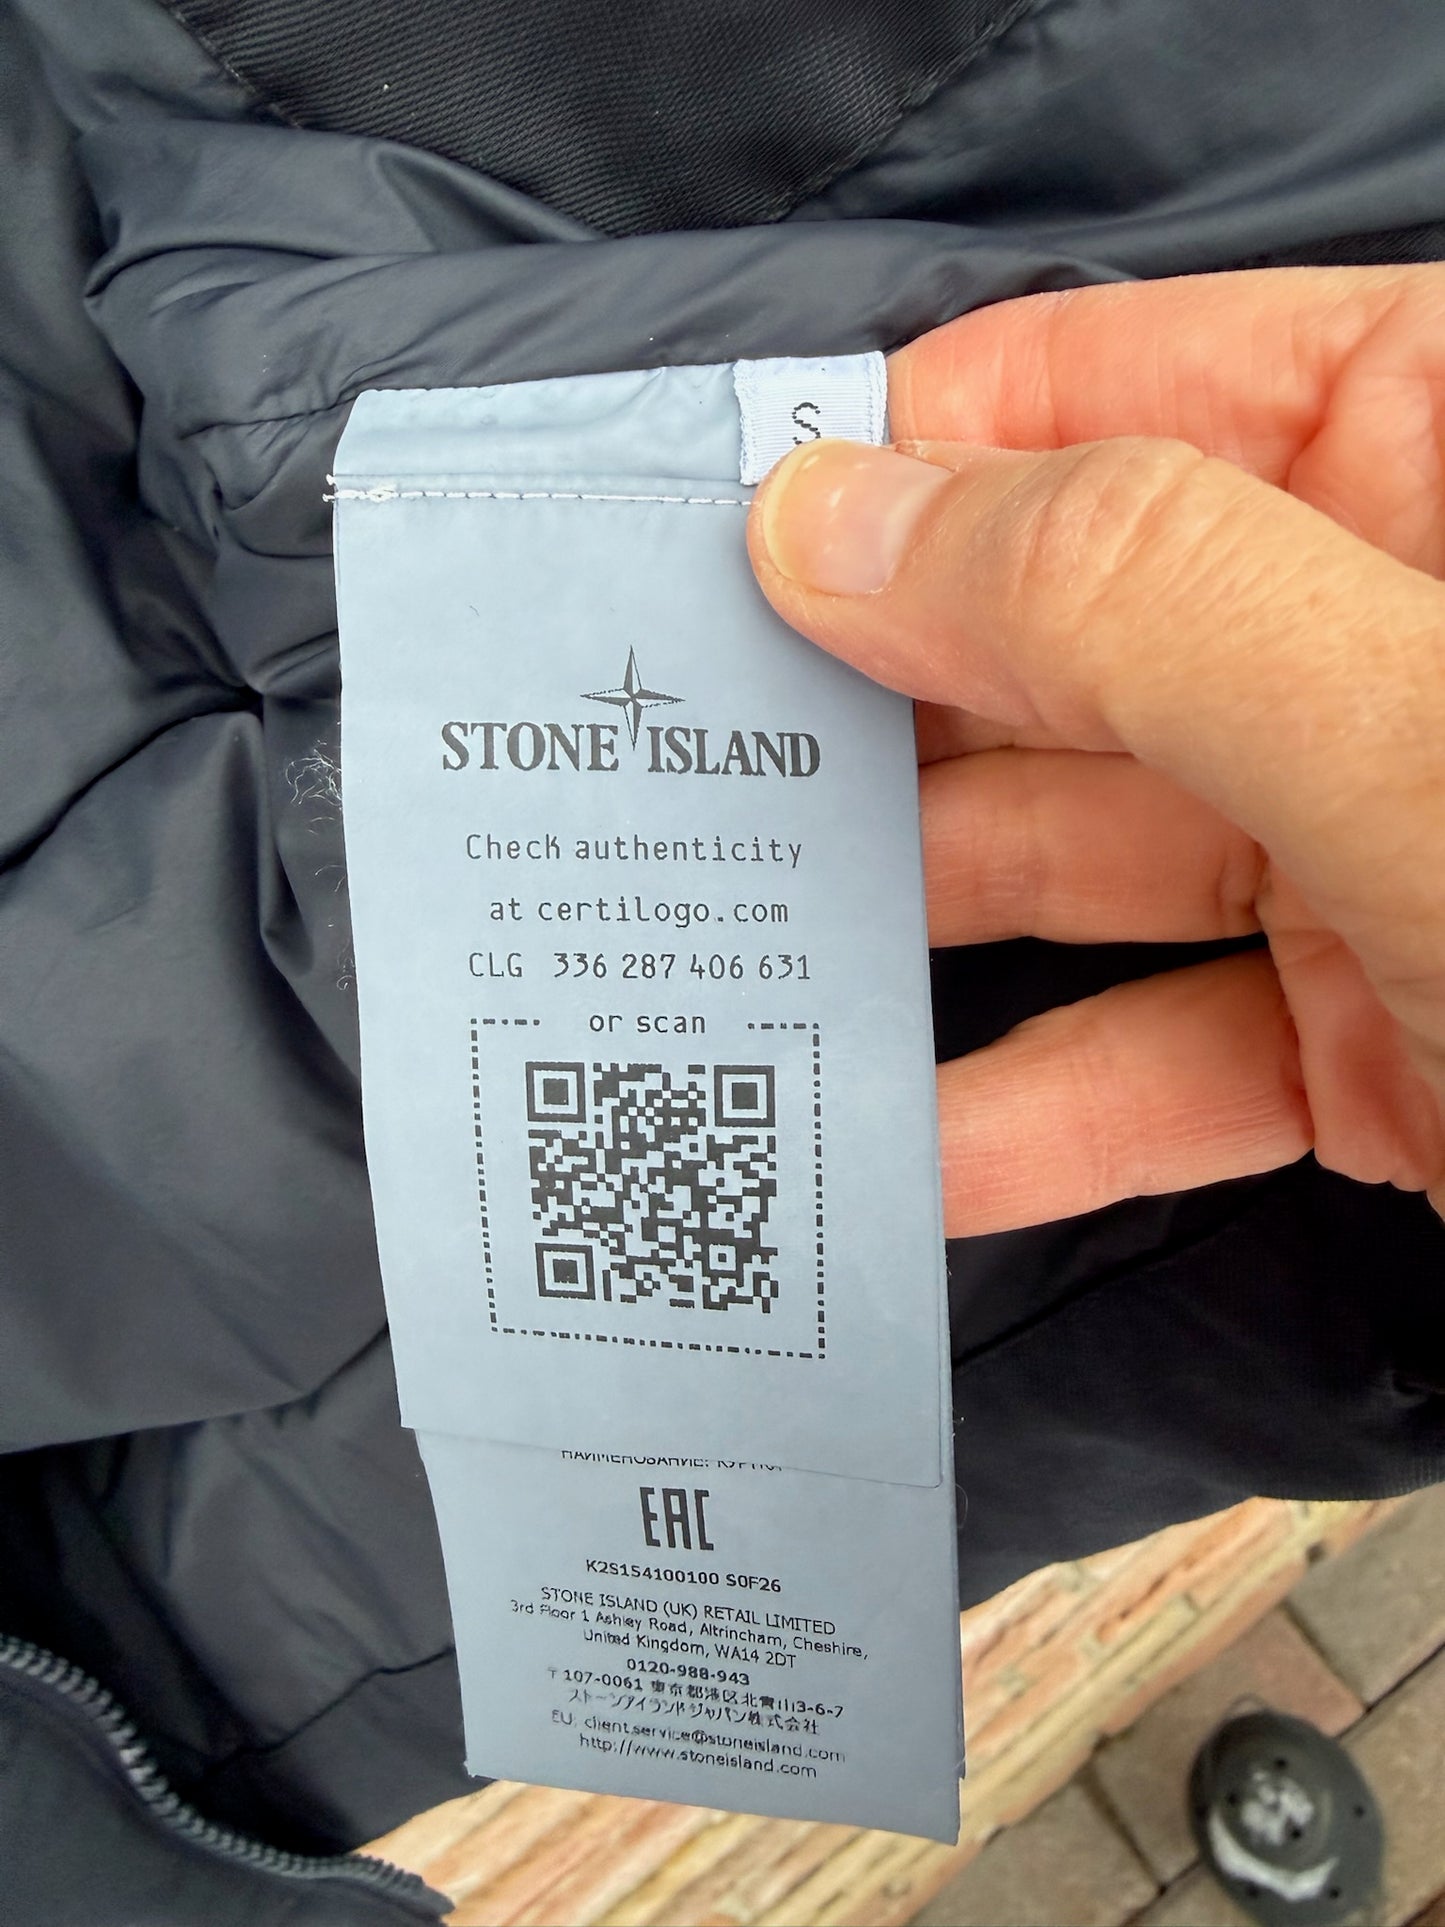 S
STONE ISLAND
Check authenticity
at certilogo.com
CLG 336 287 406 631
or scan
НАИМЕНОВАНИЕ: КУРТКА
EAC
K2S154100100 S0F26
STONE ISLAND (UK) RETAIL LIMITED
3rd Floor 1 Ashley Road, Altrincham, Cheshire,
United Kingdom, WA14 2DT
0120-988-943
〒107-0061 東京都港区北青山3-6-7
ストーンアイランドジャパン株式会社
EU: client.service@stoneisland.com
http://www.stoneisland.com